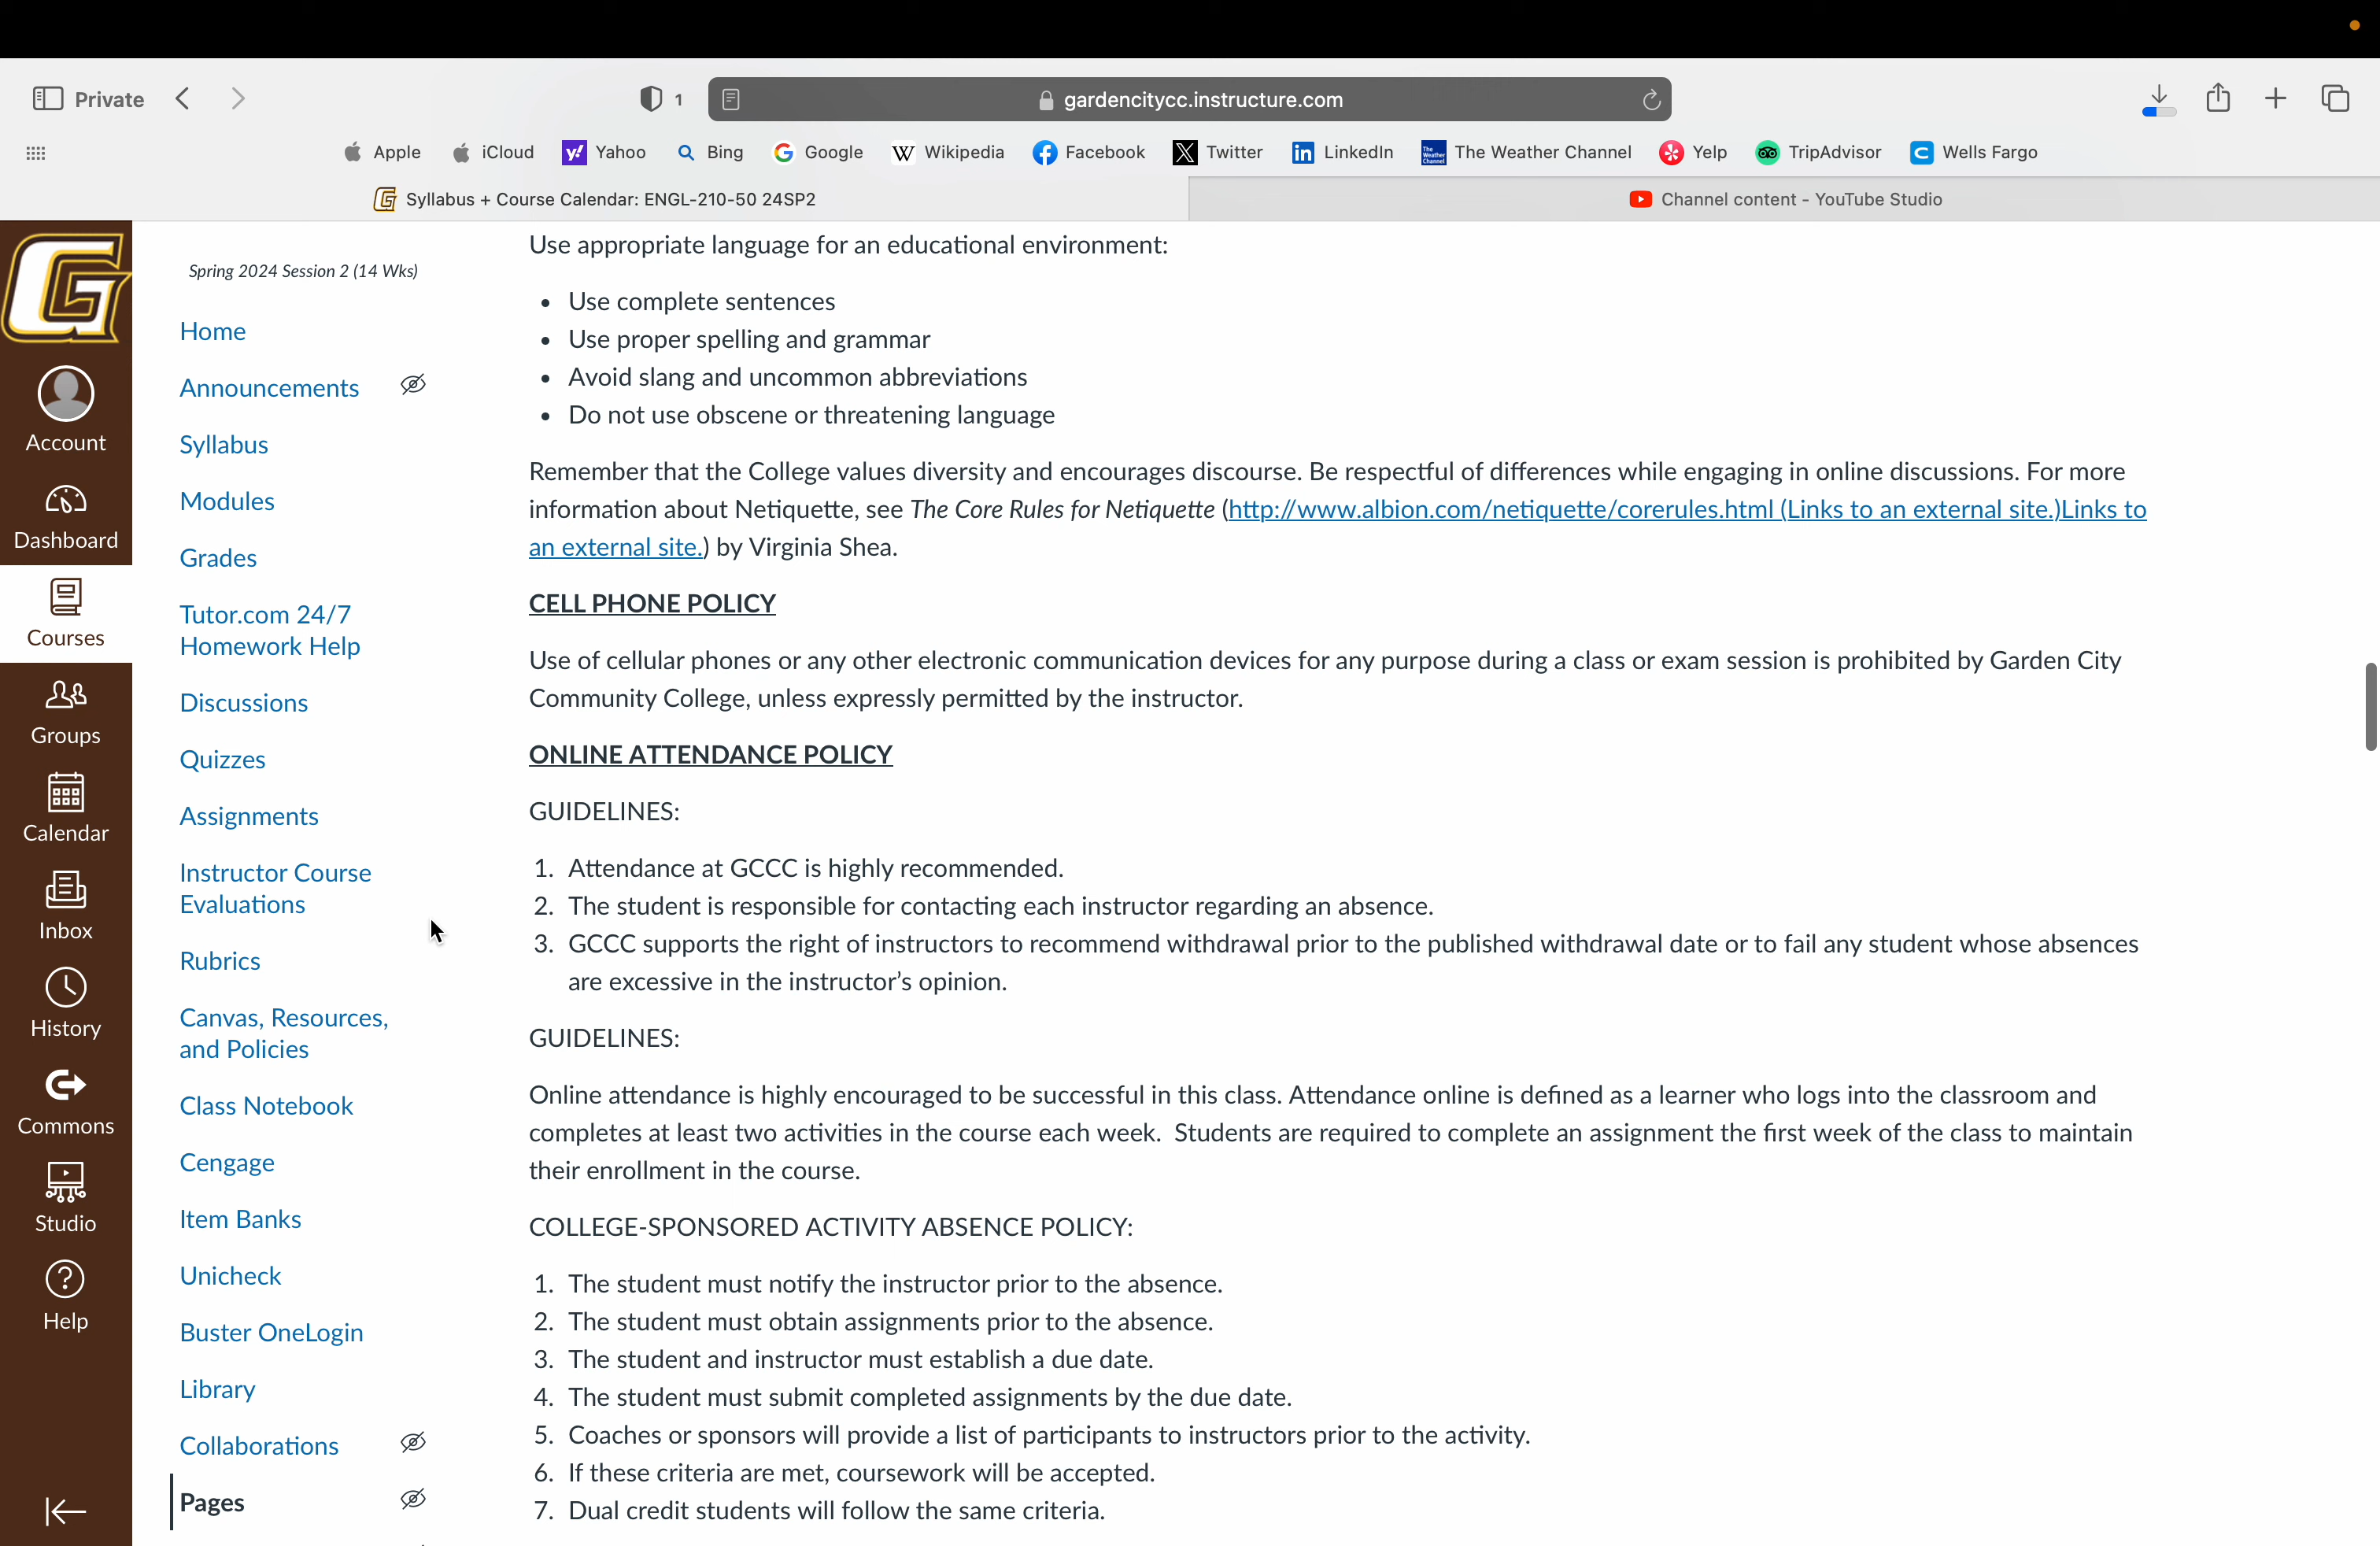 Private
1
gardencitycc.instructure.com
Apple
iCloud
Yahoo
Bing
Google
Wikipedia
Facebook
Twitter
LinkedIn
The Weather Channel
Yelp
TripAdvisor
Wells Fargo
Syllabus + Course Calendar: ENGL-210-50 24SP2
Channel content - YouTube Studio
Account
Dashboard
Courses
Groups
Calendar
Inbox
History
Commons
Studio
Help
Spring 2024 Session 2 (14 Wks)
Home
Announcements
Syllabus
Modules
Grades
Tutor.com 24/7
Homework Help
Discussions
Quizzes
Assignments
Instructor Course
Evaluations
Rubrics
Canvas, Resources,
and Policies
Class Notebook
Cengage
Item Banks
Unicheck
Buster OneLogin
Library
Collaborations
Pages
Use appropriate language for an educational environment:
• Use complete sentences
• Use proper spelling and grammar
• Avoid slang and uncommon abbreviations
• Do not use obscene or threatening language
Remember that the College values diversity and encourages discourse. Be respectful of differences while engaging in online discussions. For more
information about Netiquette, see The Core Rules for Netiquette (http://www.albion.com/netiquette/corerules.html (Links to an external site.)Links to
an external site.) by Virginia Shea.
CELL PHONE POLICY
Use of cellular phones or any other electronic communication devices for any purpose during a class or exam session is prohibited by Garden City
Community College, unless expressly permitted by the instructor.
ONLINE ATTENDANCE POLICY
GUIDELINES:
1. Attendance at GCCC is highly recommended.
2. The student is responsible for contacting each instructor regarding an absence.
3. GCCC supports the right of instructors to recommend withdrawal prior to the published withdrawal date or to fail any student whose absences
are excessive in the instructor's opinion.
GUIDELINES:
Online attendance is highly encouraged to be successful in this class. Attendance online is defined as a learner who logs into the classroom and
completes at least two activities in the course each week.  Students are required to complete an assignment the first week of the class to maintain
their enrollment in the course.
COLLEGE-SPONSORED ACTIVITY ABSENCE POLICY:
1. The student must notify the instructor prior to the absence.
2. The student must obtain assignments prior to the absence.
3. The student and instructor must establish a due date.
4. The student must submit completed assignments by the due date.
5. Coaches or sponsors will provide a list of participants to instructors prior to the activity.
6. If these criteria are met, coursework will be accepted.
7. Dual credit students will follow the same criteria.